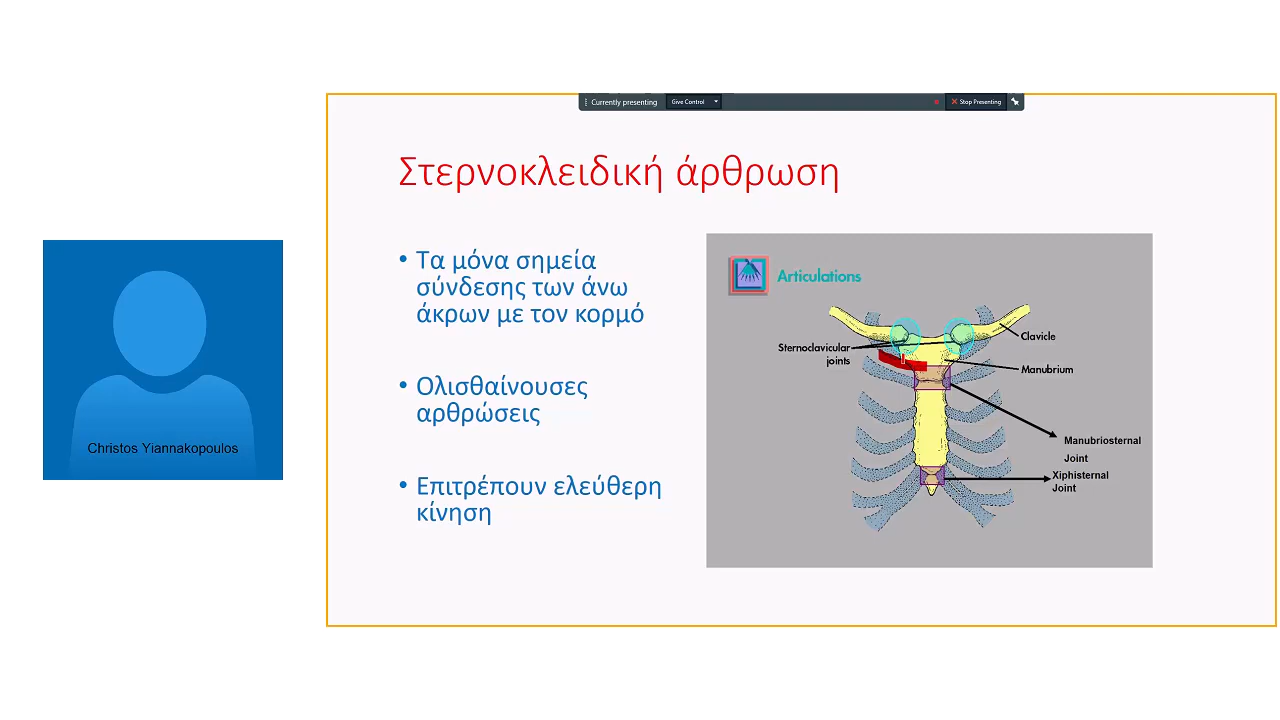 Currently presenting
Give Control
Stop Presenting
Στερνοκλειδική άρθρωση
• Τα μόνα σημεία
σύνδεσης των άνω
άκρων με τον κορμό
• Ολισθαίνουσες
αρθρώσεις
• Επιτρέπουν ελεύθερη
κίνηση
Articulations
Sternoclavicular
joints
Clavicle
Manubrium
Manubriosternal
Joint
Xiphisternal
Joint
Christos Yiannakopoulos